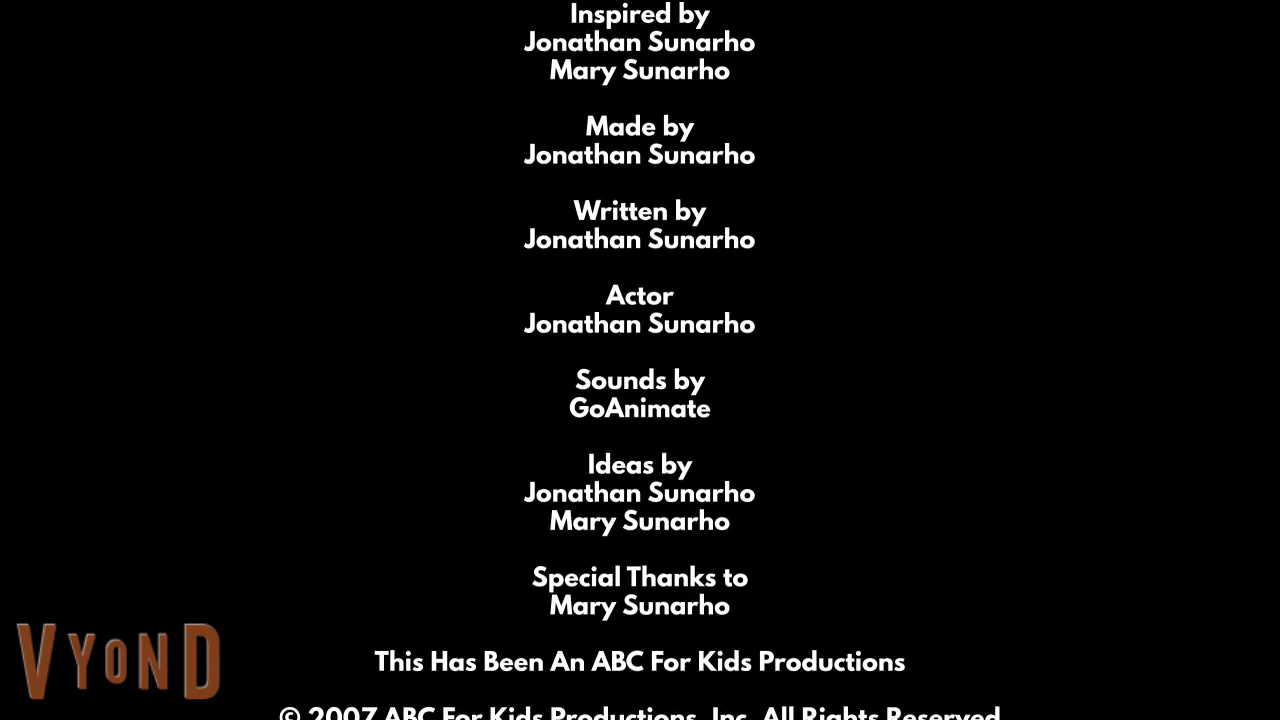 Inspired by
Jonathan Sunarho
Mary Sunarho
Made by
Jonathan Sunarho
Written by
Jonathan Sunarho
Actor
Jonathan Sunarho
Sounds by
GoAnimate
Ideas by
Jonathan Sunarho
Mary Sunarho
Special Thanks to
Mary Sunarho
This Has Been An ABC For Kids Productions
© 2007 ABC For Kids Productions, Inc. All Rights Reserved
VYOND